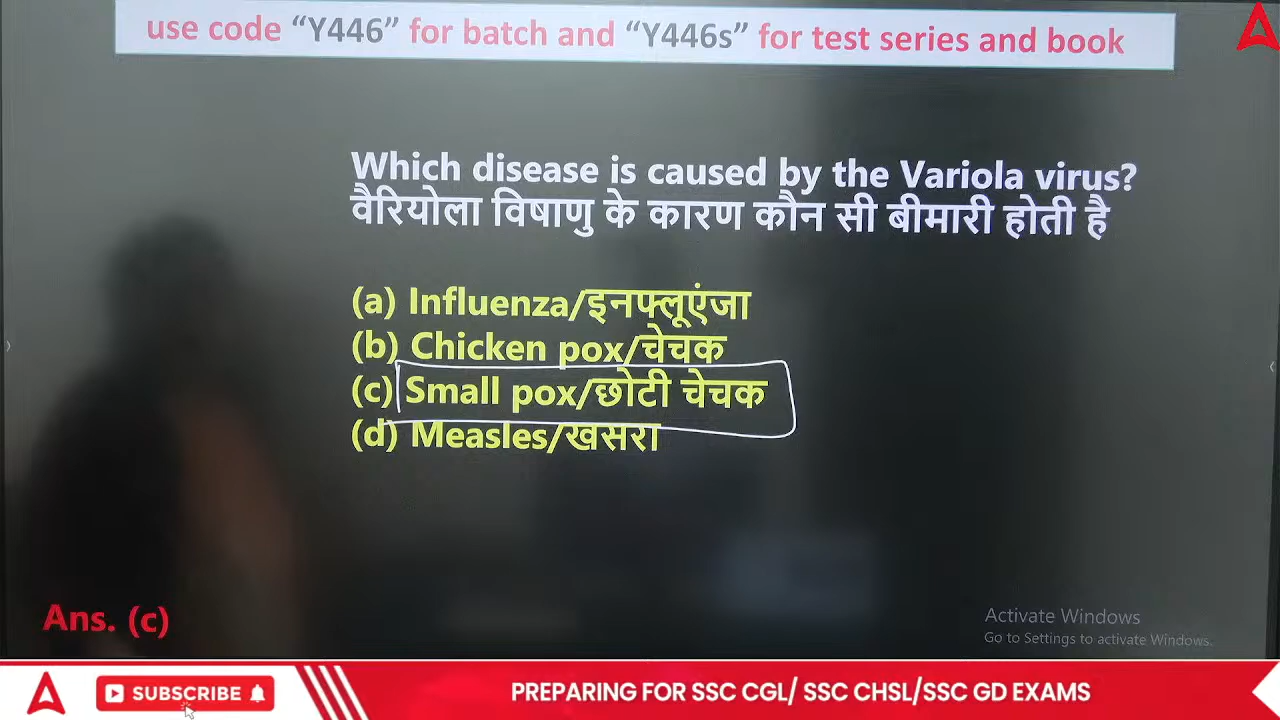 use code “Y446” for batch and “Y446s” for test series and book
Which disease is caused by the Variola virus?
वैरियोला विषाणु के कारण कौन सी बीमारी होती है
(a) Influenza/इनफ्लूएंजा
(b) Chicken pox/चेचक
(c) Small pox/छोटी चेचक
(d) Measles/खसरा
Ans. (c)
Activate Windows
Go to Settings to activate Windows.
SUBSCRIBE
PREPARING FOR SSC CGL/ SSC CHSL/SSC GD EXAMS